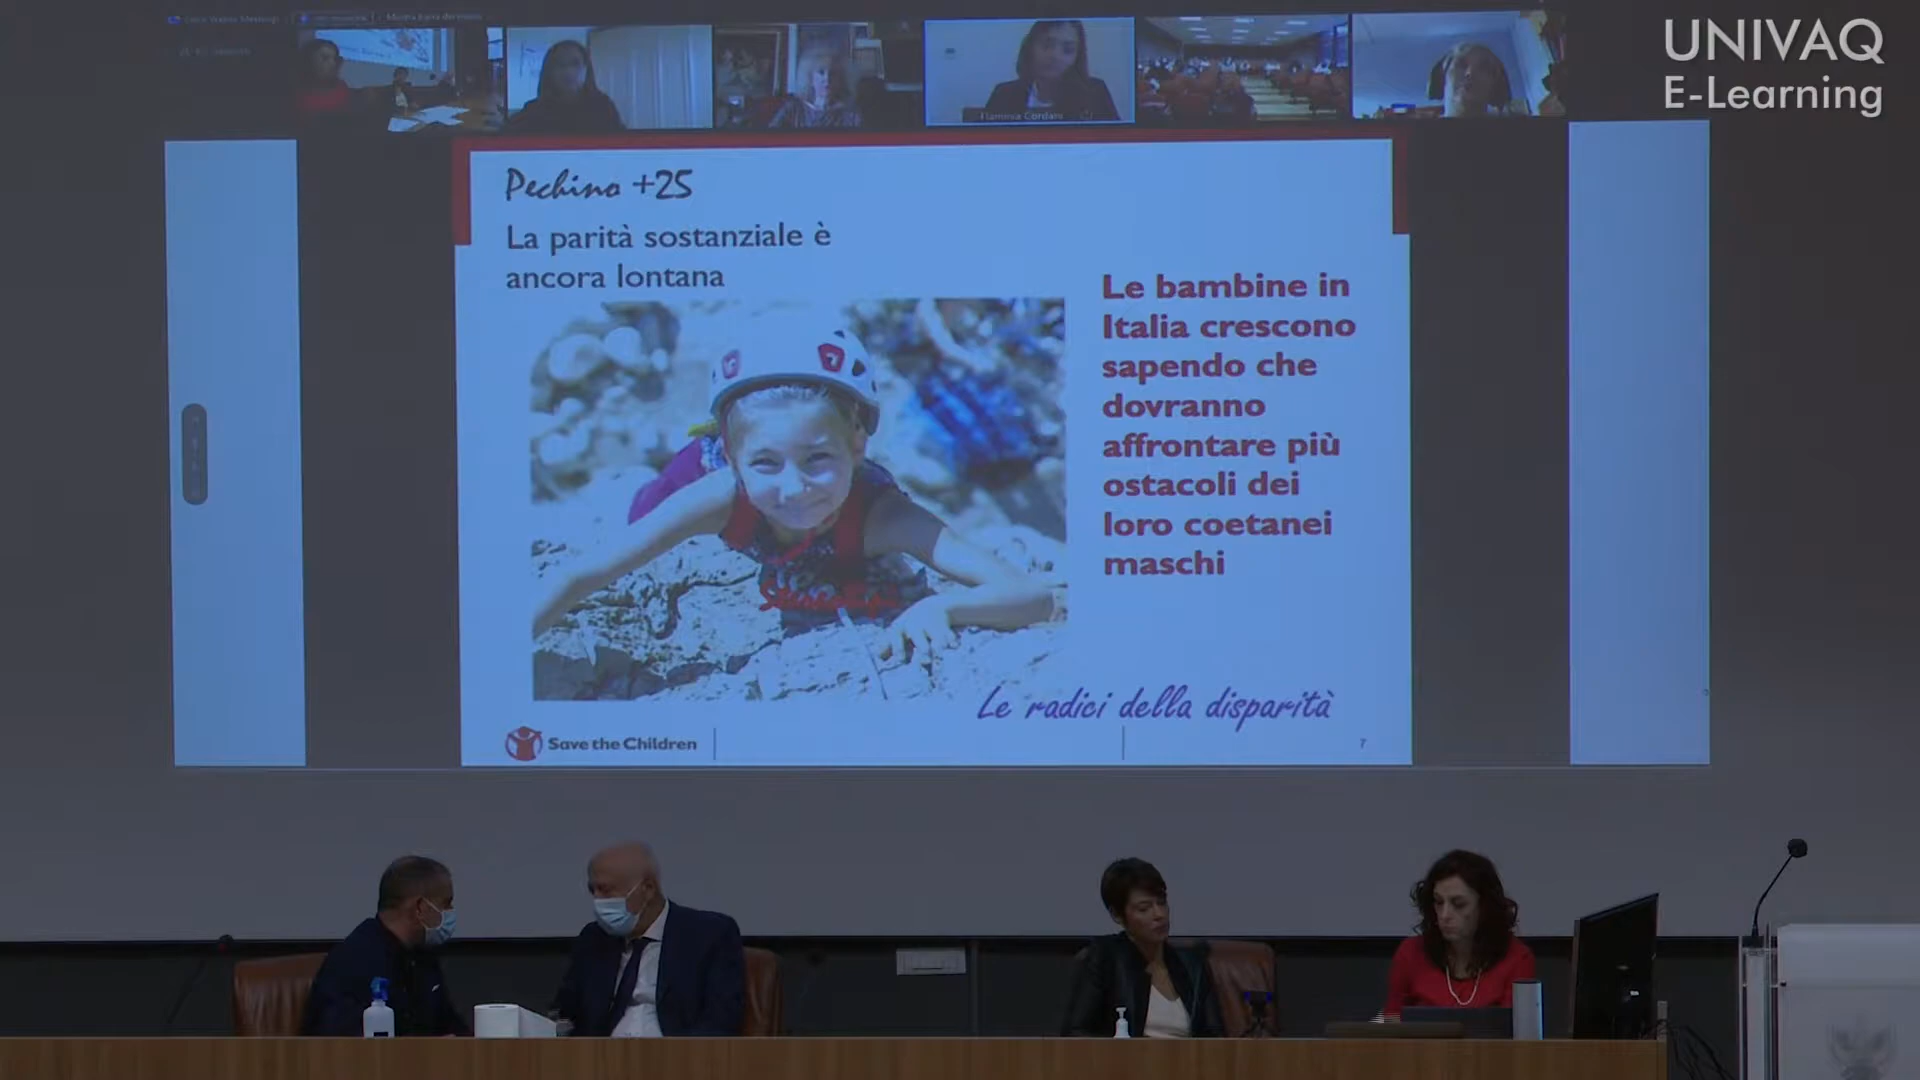 UNIVAQ
E-Learning
Pechino +25
La parità sostanziale è
ancora lontana
Le bambine in
Italia crescono
sapendo che
dovranno
affrontare più
ostacoli dei
loro coetanei
maschi
Le radici della disparità
Save the Children
7